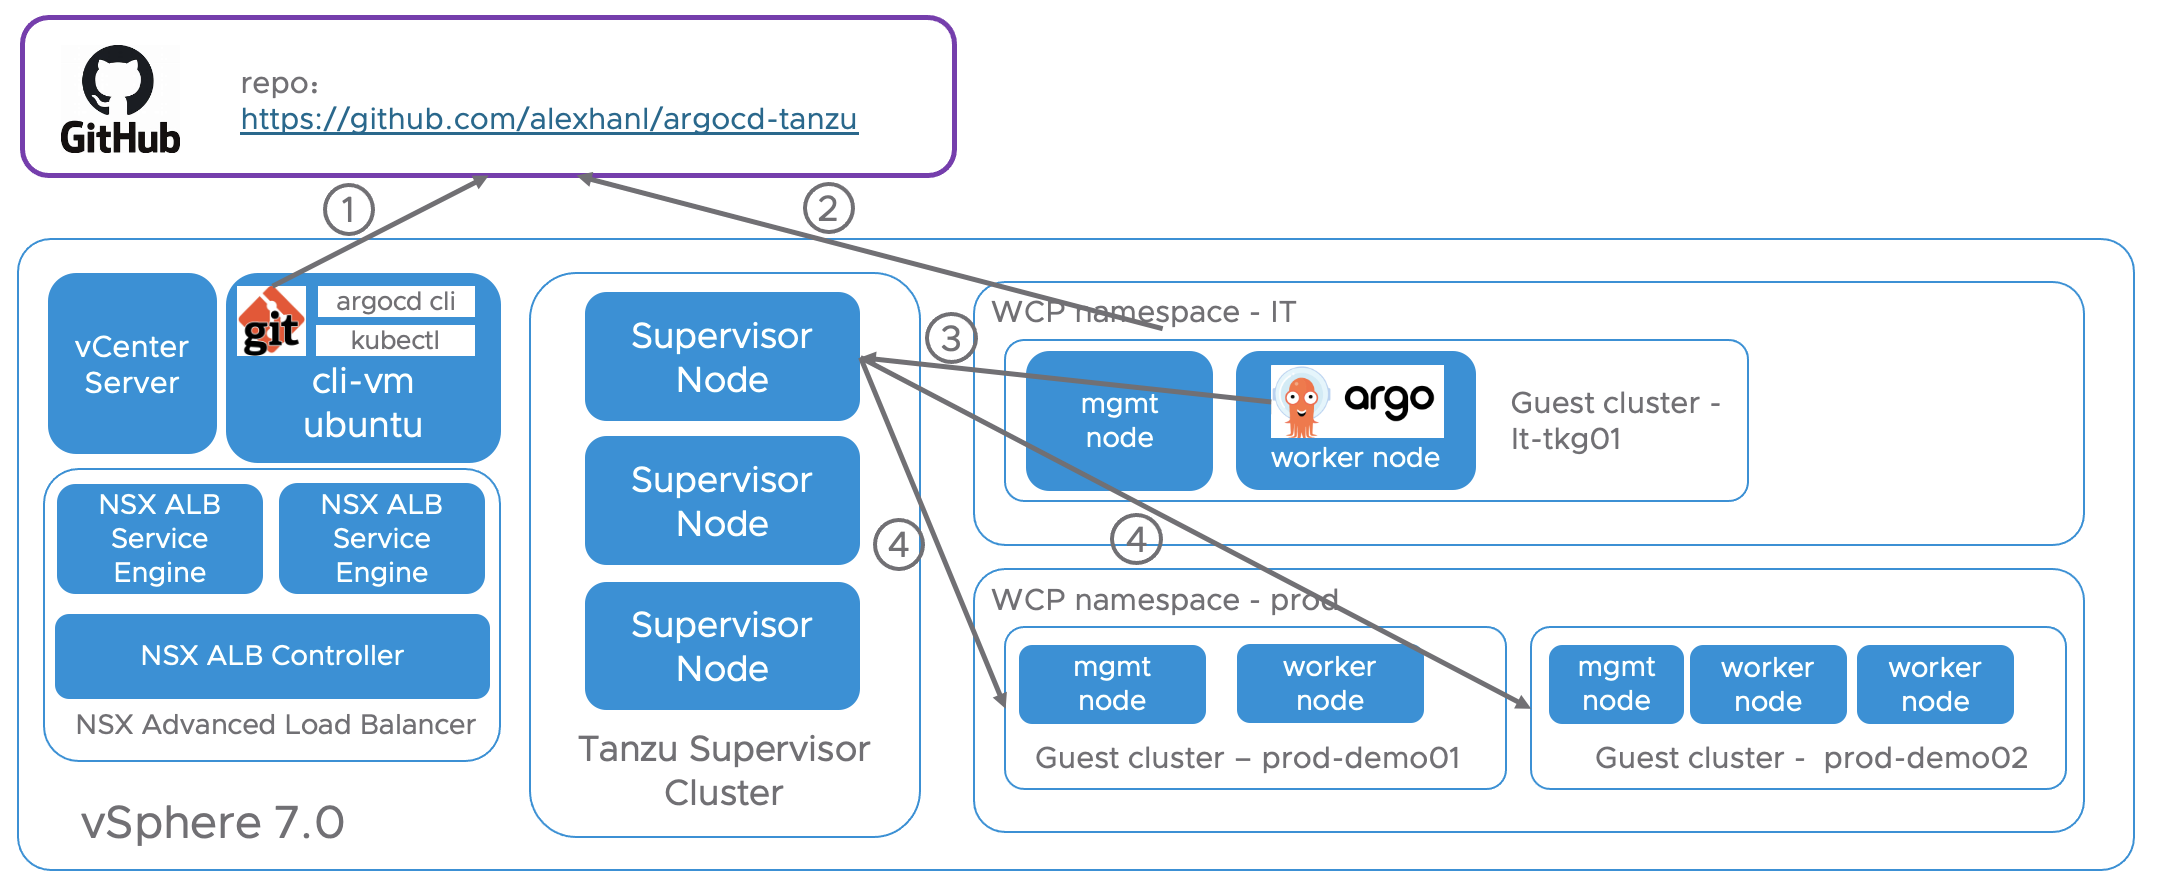 GitHub
repo：
https://github.com/alexhanl/argocd-tanzu
1
2
vCenter
Server
git
argocd cli
kubectl
cli-vm
ubuntu
NSX ALB
Service
Engine
NSX ALB
Service
Engine
NSX ALB Controller
NSX Advanced Load Balancer
vSphere 7.0
Supervisor
Node
Supervisor
Node
Supervisor
Node
Tanzu Supervisor
Cluster
3
4
4
WCP namespace - IT
mgmt
node
argo
worker node
Guest cluster -
It-tkg01
WCP namespace - prod
mgmt
node
worker
node
Guest cluster – prod-demo01
mgmt
node
worker
node
worker
node
Guest cluster -  prod-demo02